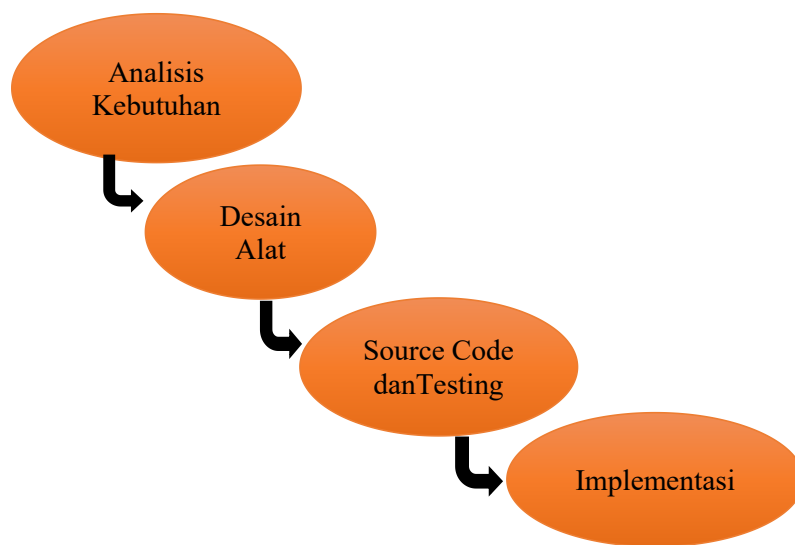 Analisis
Kebutuhan
Desain
Alat
Source Code
danTesting
Implementasi